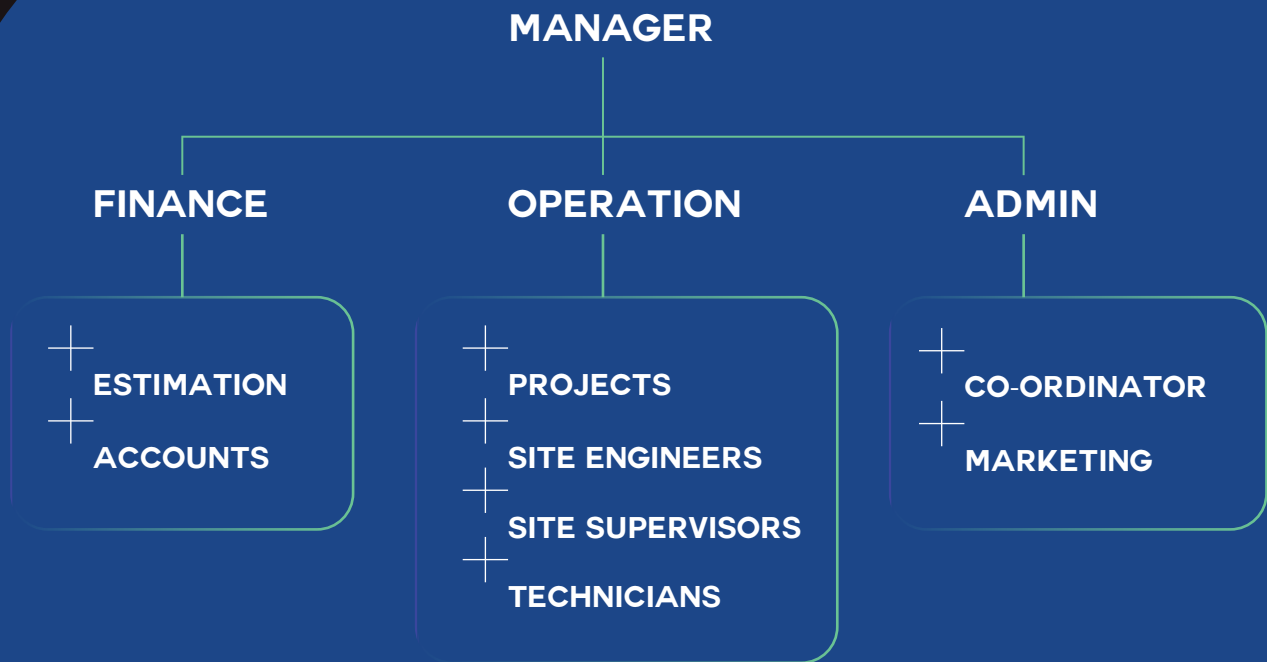 MANAGER
FINANCE
OPERATION
ADMIN
ESTIMATION
ACCOUNTS
PROJECTS
SITE ENGINEERS
SITE SUPERVISORS
TECHNICIANS
CO-ORDINATOR
MARKETING